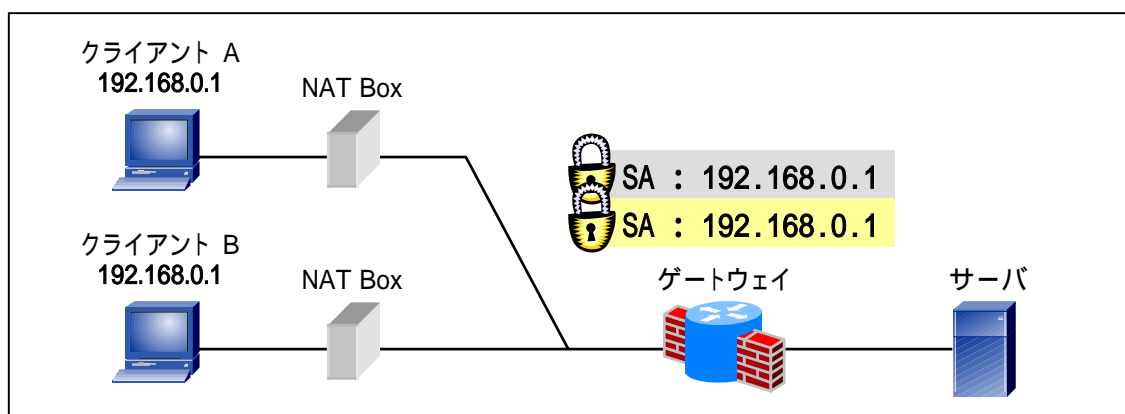 クライアント A
192.168.0.1
NAT Box
SA : 192.168.0.1
SA : 192.168.0.1
クライアント B
192.168.0.1
NAT Box
ゲートウェイ
サーバ